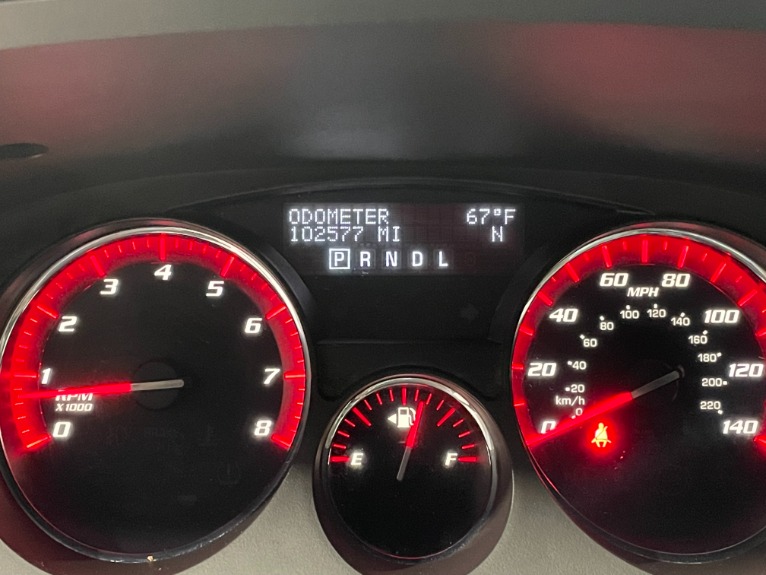 ODOMETER 67°F
102577 MI N
P R N D L
0 1 2 3 4 5 6 7 8
RPM
X1000
E F
0 20 40 60 80 100 120 140
MPH
0 20 40 60 80 100 120 140 160 180 200 220
km/h